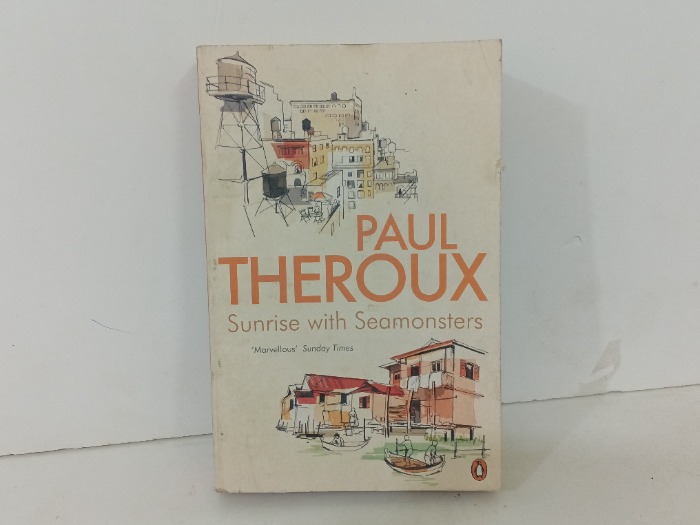 PAUL
THEROUX
Sunrise with Seamonsters
'Marvellous' Sunday Times